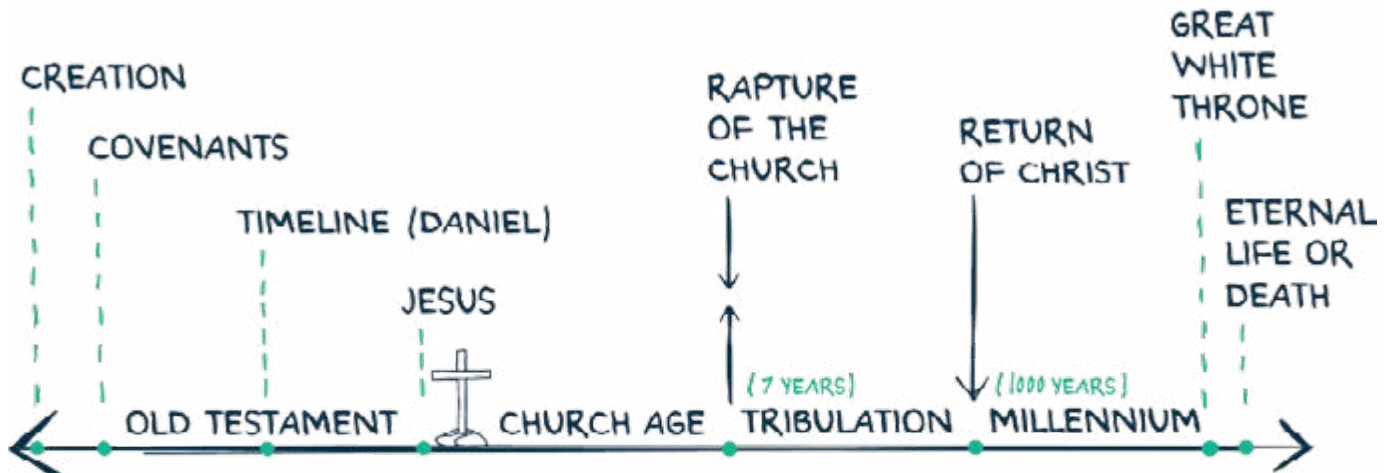 CREATION
COVENANTS
TIMELINE (DANIEL)
JESUS
RAPTURE
OF THE
CHURCH
RETURN
OF CHRIST
GREAT
WHITE
THRONE
ETERNAL
LIFE OR
DEATH
(7 YEARS)
(1000 YEARS)
OLD TESTAMENT
CHURCH AGE
TRIBULATION
MILLENNIUM